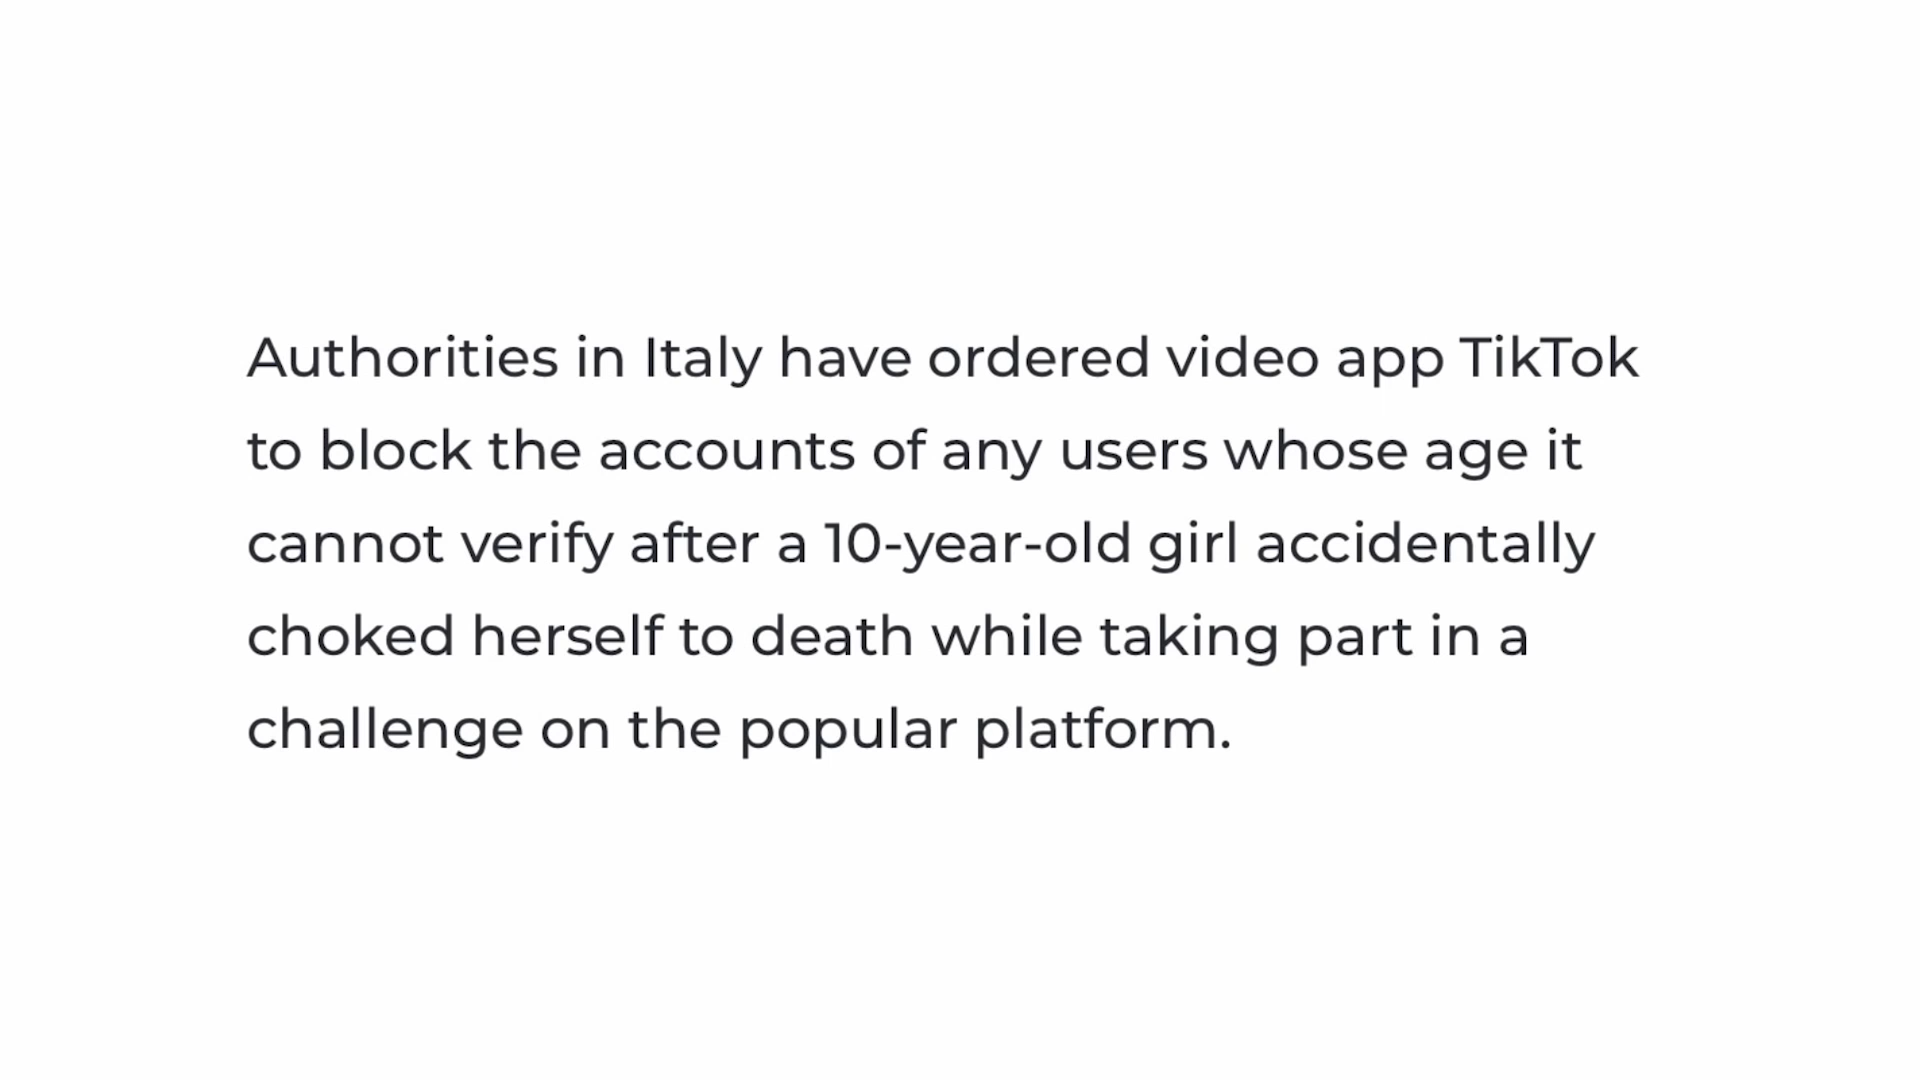 Authorities in Italy have ordered video app TikTok
to block the accounts of any users whose age it
cannot verify after a 10-year-old girl accidentally
choked herself to death while taking part in a
challenge on the popular platform.